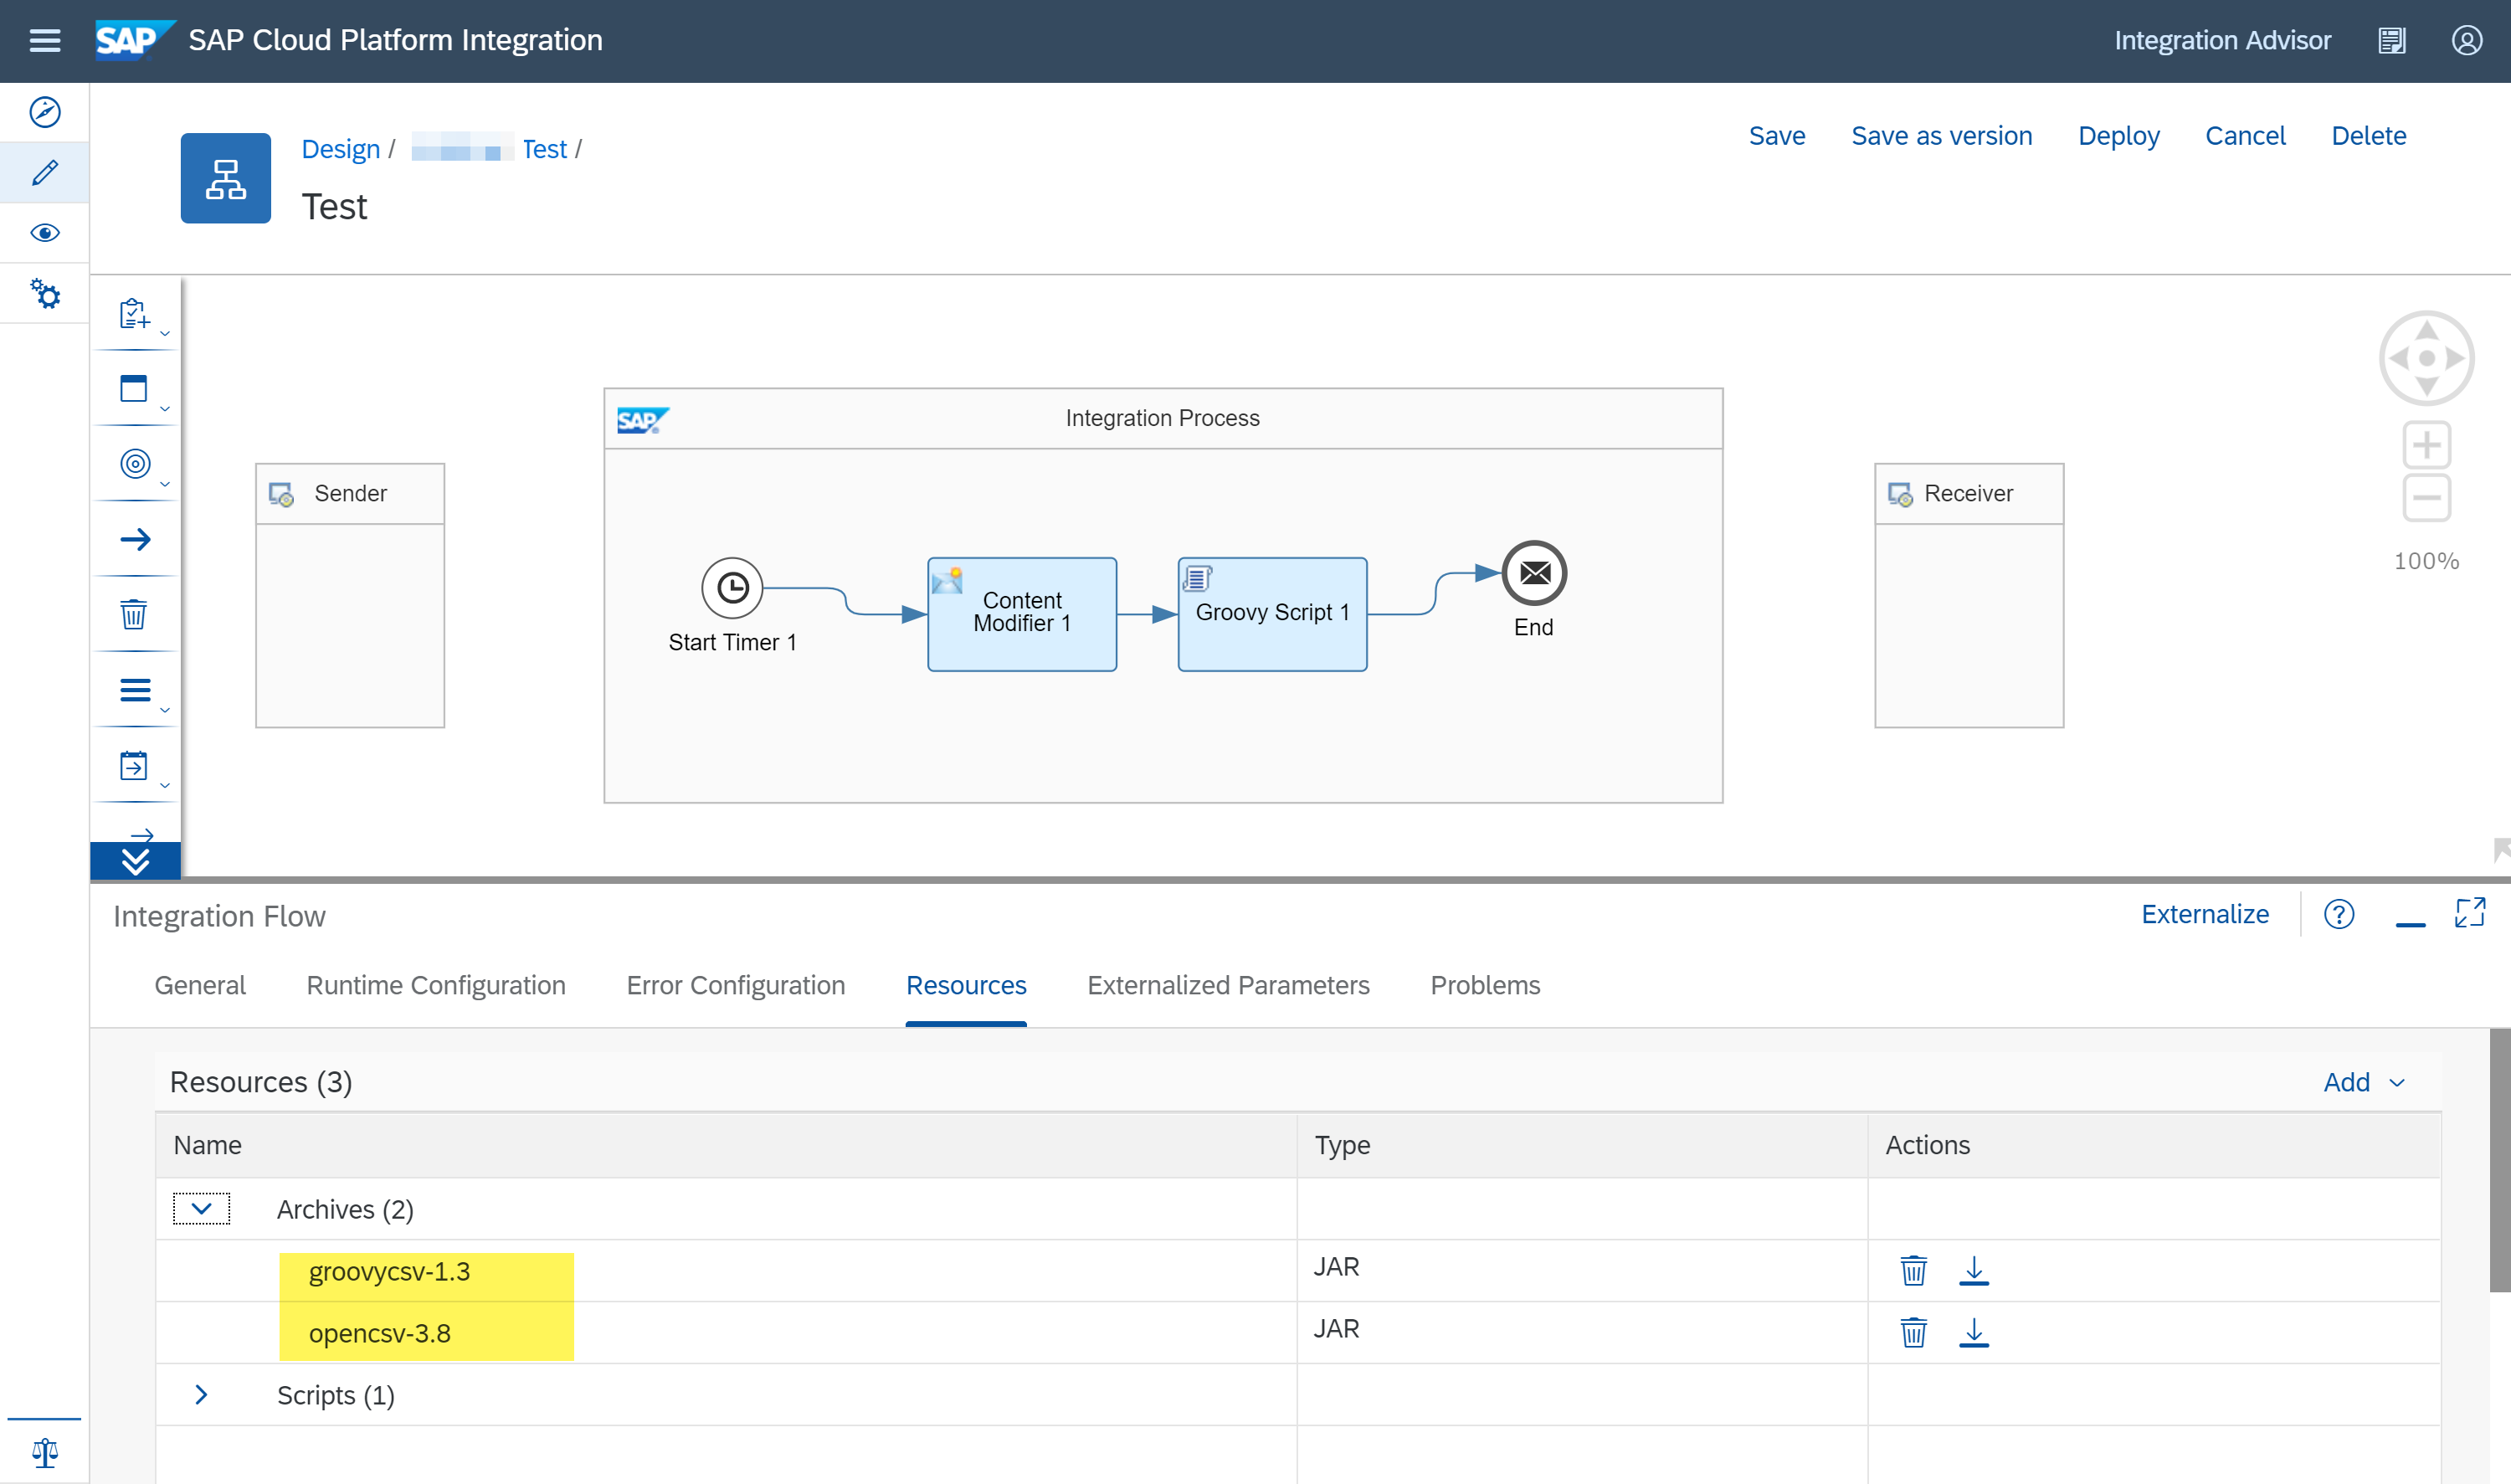 SAP SAP Cloud Platform Integration
Integration Advisor
Design / Test /
Test
Save Save as version Deploy Cancel Delete
SAP Integration Process
Sender
Receiver
Start Timer 1
Content
Modifier 1
Groovy Script 1
End
100%
Integration Flow
Externalize
General Runtime Configuration Error Configuration Resources Externalized Parameters Problems
Resources (3)
Add
Name Type Actions
Archives (2)
groovycsv-1.3 JAR
opencsv-3.8 JAR
Scripts (1)